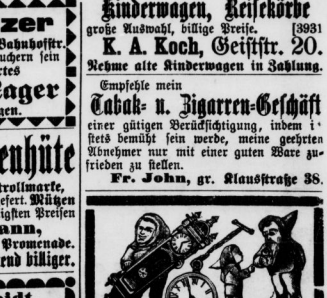 zer
Bahnhofstr.
uchern sein
rtes
Lager
gen.
enhüte
trollmarke,
efert. Mützen
igsten Preisen
ann,
Promenade.
end billiger.
Kinderwagen, Reisekörbe
große Auswahl, billige Preise. [3931
K. A. Koch, Geiststr. 20.
Nehme alte Kinderwagen in Zahlung.
Empfehle mein
Tabak- u. Zigarren-Geschäft
einer gütigen Berücksichtigung, indem i
stets bemüht sein werde, meine geehrten
Abnehmer nur mit einer guten Ware zu-
frieden zu stellen.
Fr. John, gr. Klausstraße 38.